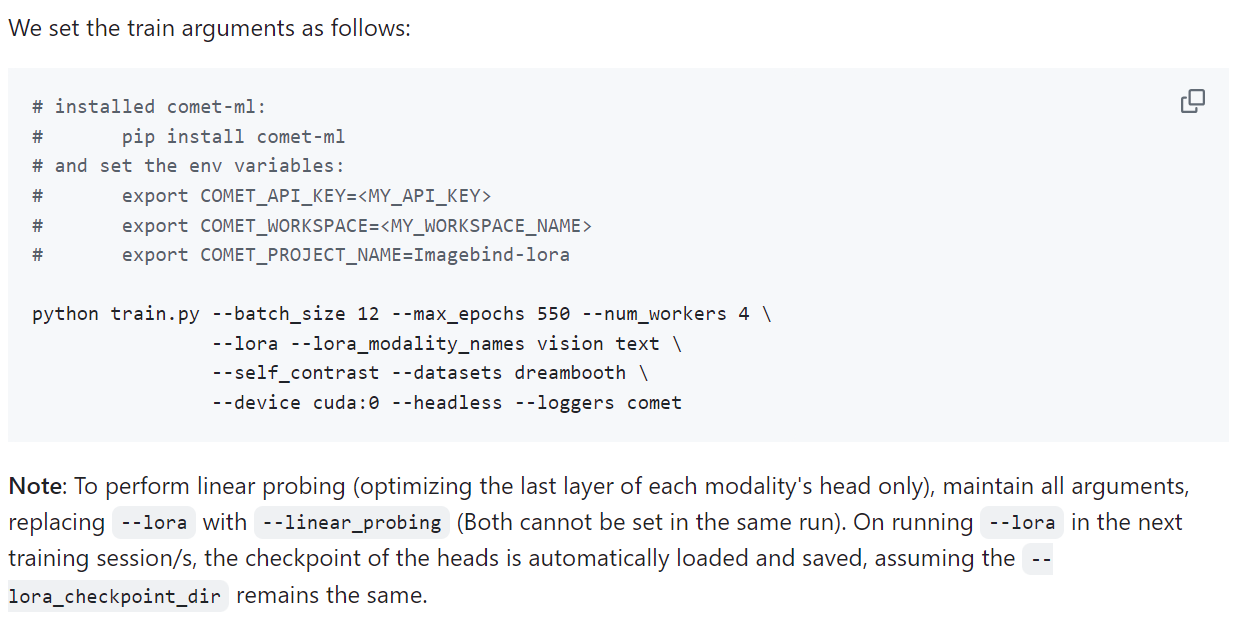 We set the train arguments as follows:
# installed comet-ml:
#       pip install comet-ml
# and set the env variables:
#       export COMET_API_KEY=<MY_API_KEY>
#       export COMET_WORKSPACE=<MY_WORKSPACE_NAME>
#       export COMET_PROJECT_NAME=Imagebind-lora
python train.py --batch_size 12 --max_epochs 550 --num_workers 4 \
                --lora --lora_modality_names vision text \
                --self_contrast --datasets dreambooth \
                --device cuda:0 --headless --loggers comet
Note: To perform linear probing (optimizing the last layer of each modality's head only), maintain all arguments,
replacing --lora with --linear_probing (Both cannot be set in the same run). On running --lora in the next
training session/s, the checkpoint of the heads is automatically loaded and saved, assuming the --
lora_checkpoint_dir remains the same.